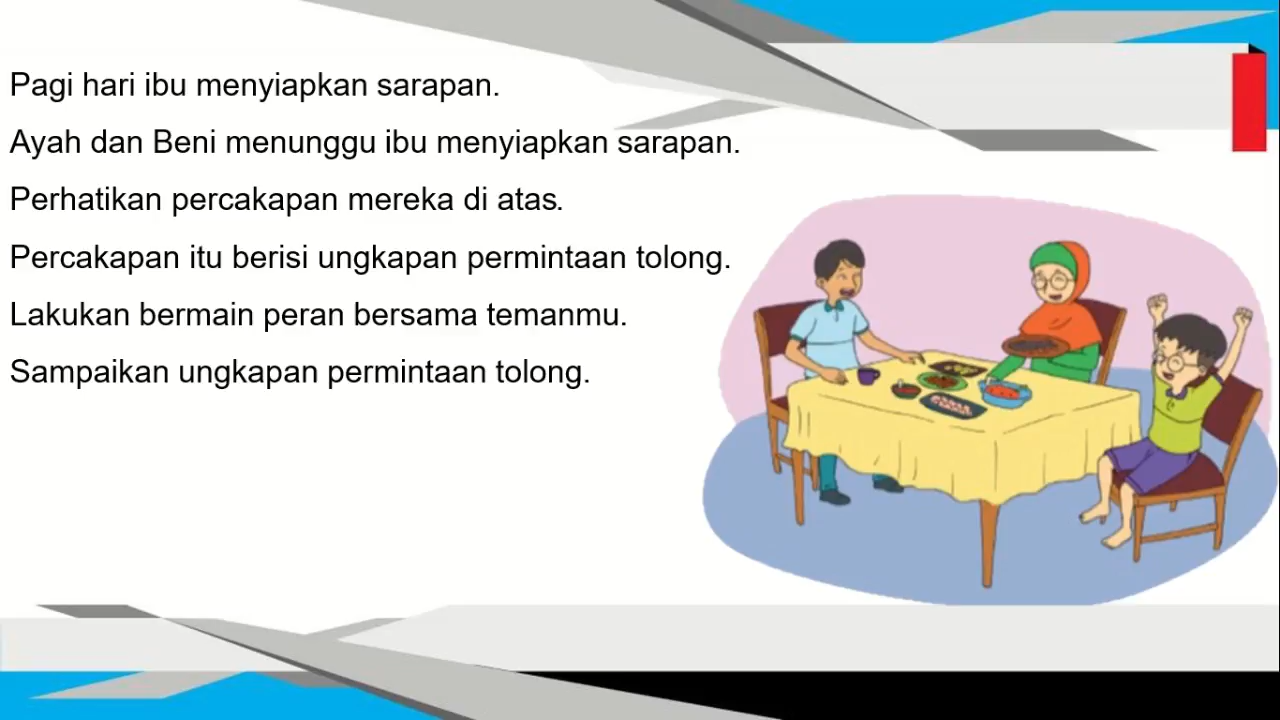 Pagi hari ibu menyiapkan sarapan.
Ayah dan Beni menunggu ibu menyiapkan sarapan.
Perhatikan percakapan mereka di atas.
Percakapan itu berisi ungkapan permintaan tolong.
Lakukan bermain peran bersama temanmu.
Sampaikan ungkapan permintaan tolong.